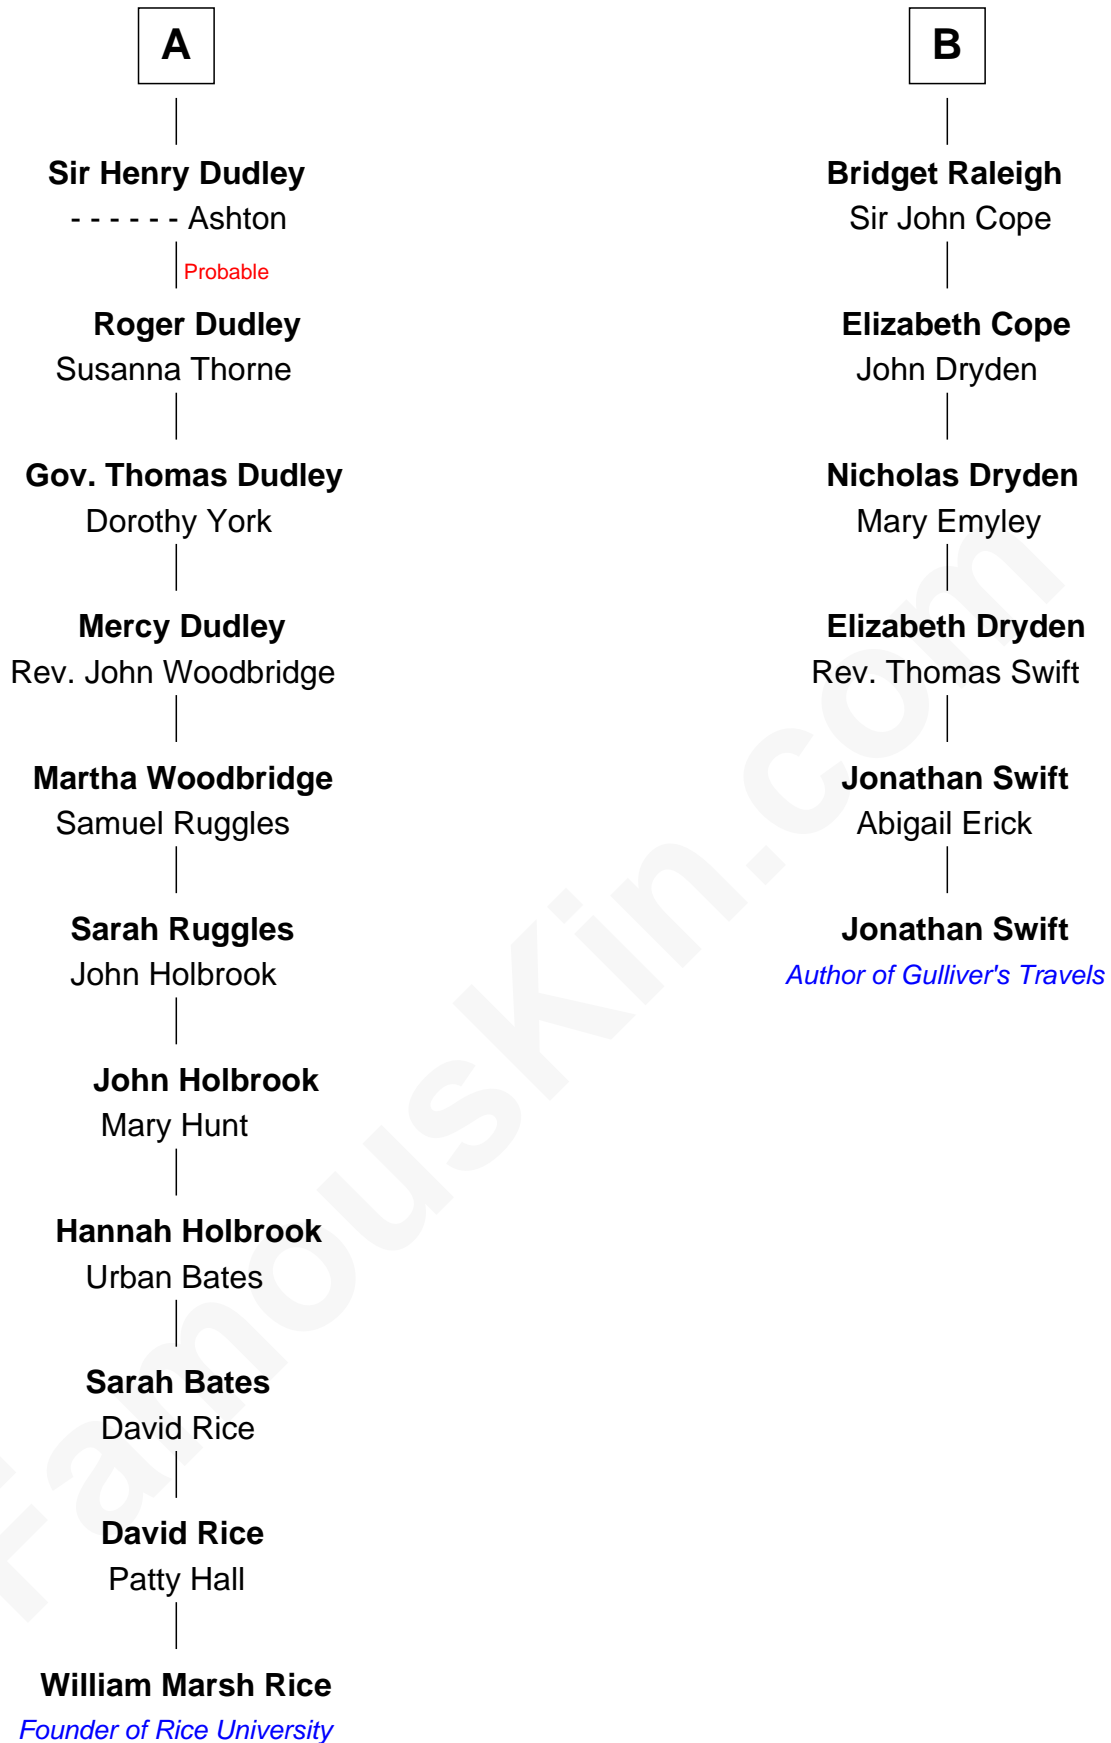 A
Sir Henry Dudley
- - - - - - Ashton
Probable
Roger Dudley
Susanna Thorne
Gov. Thomas Dudley
Dorothy York
Mercy Dudley
Rev. John Woodbridge
Martha Woodbridge
Samuel Ruggles
Sarah Ruggles
John Holbrook
John Holbrook
Mary Hunt
Hannah Holbrook
Urban Bates
Sarah Bates
David Rice
David Rice
Patty Hall
William Marsh Rice
Founder of Rice University
B
Bridget Raleigh
Sir John Cope
Elizabeth Cope
John Dryden
Nicholas Dryden
Mary Emyley
Elizabeth Dryden
Rev. Thomas Swift
Jonathan Swift
Abigail Erick
Jonathan Swift
Author of Gulliver's Travels
FamousKin.com